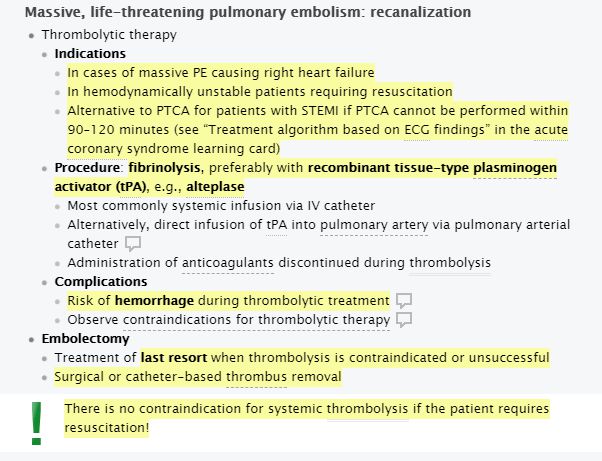 Massive, life-threatening pulmonary embolism: recanalization
Thrombolytic therapy
Indications
In cases of massive PE causing right heart failure
In hemodynamically unstable patients requiring resuscitation
Alternative to PTCA for patients with STEMI if PTCA cannot be performed within
90-120 minutes (see “Treatment algorithm based on ECG findings” in the acute
coronary syndrome learning card)
Procedure: fibrinolysis, preferably with recombinant tissue-type plasminogen
activator (tPA), e.g., alteplase
Most commonly systemic infusion via IV catheter
Alternatively, direct infusion of tPA into pulmonary artery via pulmonary arterial
catheter
Administration of anticoagulants discontinued during thrombolysis
Complications
Risk of hemorrhage during thrombolytic treatment
Observe contraindications for thrombolytic therapy
Embolectomy
Treatment of last resort when thrombolysis is contraindicated or unsuccessful
Surgical or catheter-based thrombus removal
There is no contraindication for systemic thrombolysis if the patient requires
resuscitation!